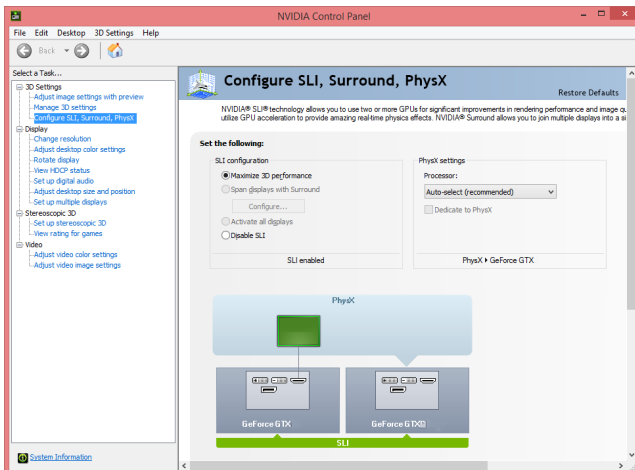 NVIDIA Control Panel
File Edit Desktop 3D Settings Help
Back
Select a Task...
3D Settings
Adjust image settings with preview
Manage 3D settings
Configure SLI, Surround, PhysX
Display
Change resolution
Adjust desktop color settings
Rotate display
View HDCP status
Set up digital audio
Adjust desktop size and position
Set up multiple displays
Stereoscopic 3D
Set up stereoscopic 3D
View rating for games
Video
Adjust video color settings
Adjust video image settings
System Information
Configure SLI, Surround, PhysX
Restore Defaults
NVIDIA® SLI® technology allows you to use two or more GPUs for significant improvements in rendering performance and image
utilize GPU acceleration to provide amazing real-time physics effects. NVIDIA® Surround allows you to join multiple displays into a
Set the following:
SLI configuration
Maximize 3D performance
Span displays with Surround
Configure...
Activate all displays
Disable SLI
SLI enabled
PhysX settings
Processor:
Auto-select (recommended)
Dedicate to PhysX
PhysX GeForce GTX
PhysX
GeForce GTX
GeForce GTX
SLI